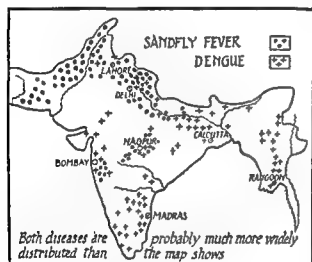 SANDFLY FEVER
DENGUE
LAHORE
DELHI
NAGPUR
CALCUTTA
BOMBAY
RANGOON
MADRAS
Both diseases are probably much more widely
distributed than the map shows